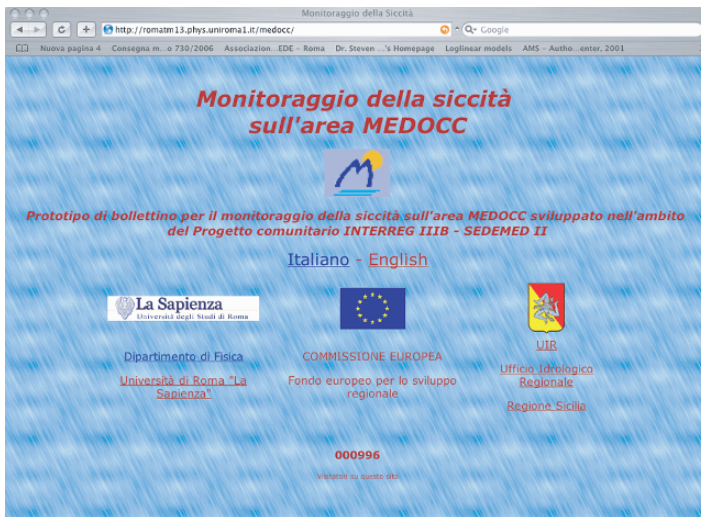 Monitoraggio della Siccità
http://romatm13.phys.uniroma1.it/medocc/
Q- Google
Nuova pagina 4 Consegna m...o 730/2006 Associazion...EDE - Roma Dr. Steven ...'s Homepage Loglinear models AMS - Autho...enter, 2001
Monitoraggio della siccità
sull'area MEDOCC
Prototipo di bollettino per il monitoraggio della siccità sull'area MEDOCC sviluppato nell'ambito
del Progetto comunitario INTERREG IIIB - SEDEMED II
Italiano - English
La Sapienza
Università degli Studi di Roma
Dipartimento di Fisica
Università di Roma "La
Sapienza"
COMMISSIONE EUROPEA
Fondo europeo per lo sviluppo
regionale
UIR
Ufficio Idrologico
Regionale
Regione Sicilia
000996
Visitatori su questo sito